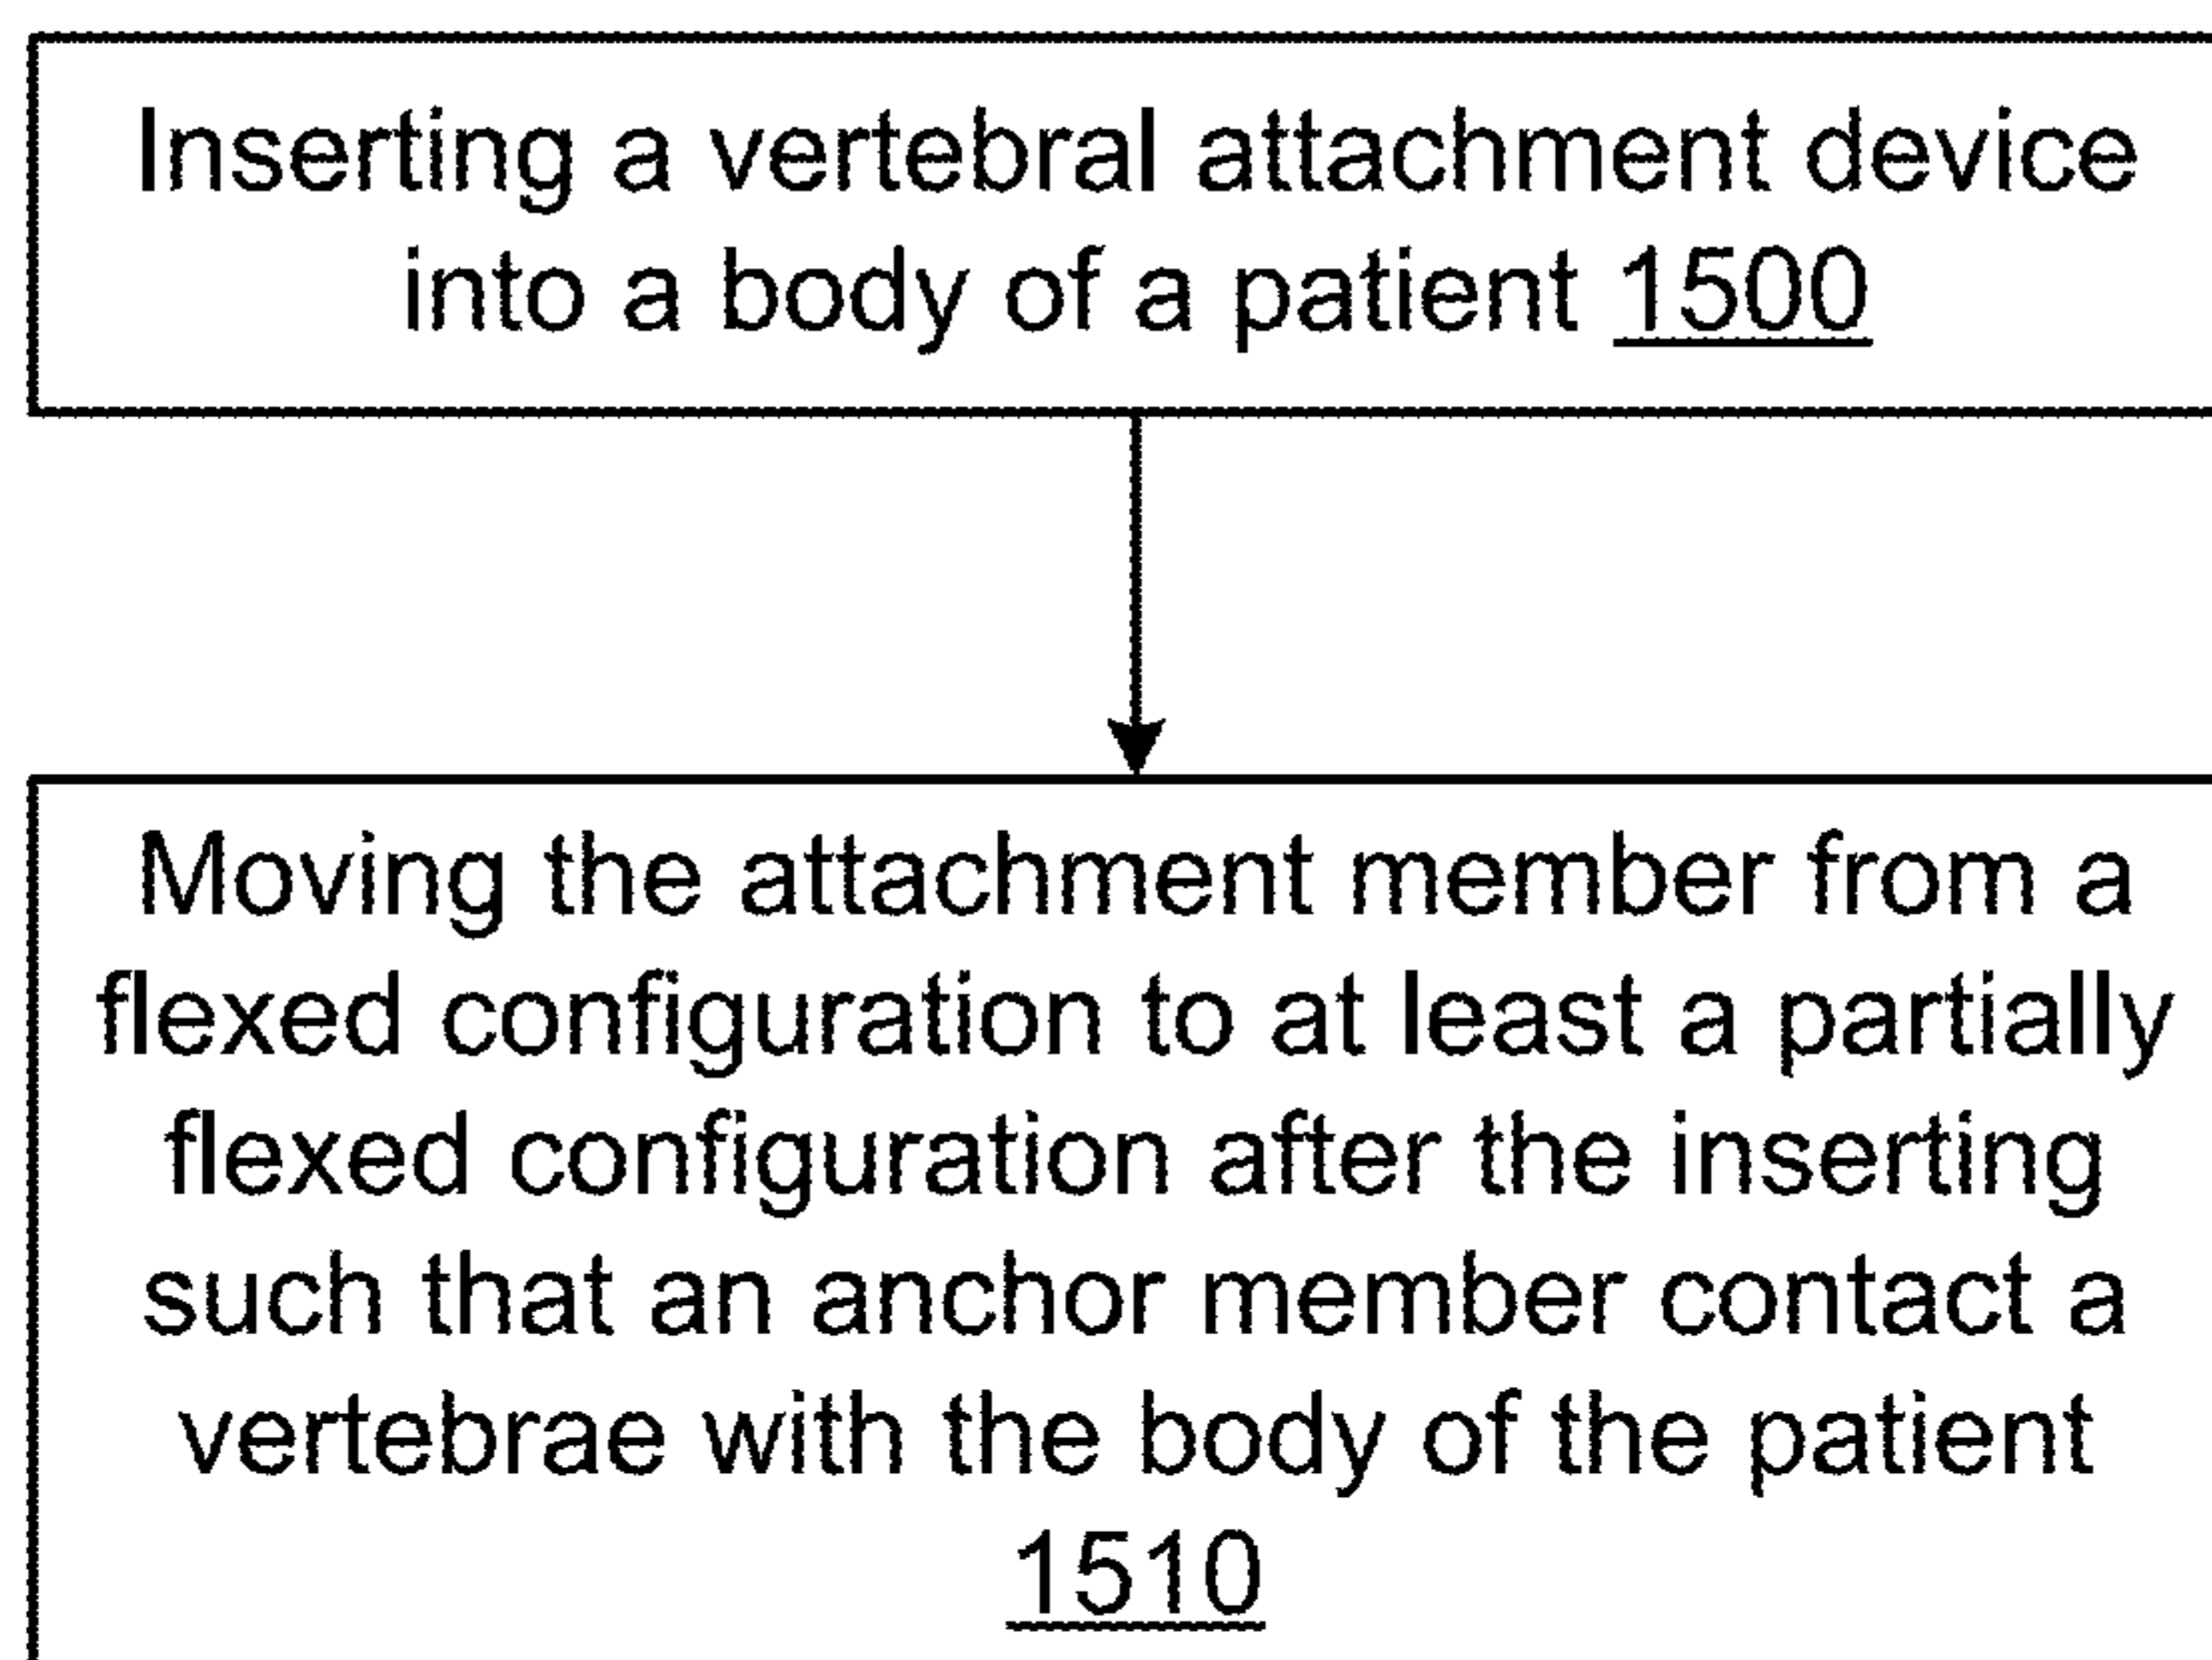 Inserting a vertebral attachment device
into a body of a patient 1500
Moving the attachment member from a
flexed configuration to at least a partially
flexed configuration after the inserting
such that an anchor member contact a
vertebrae with the body of the patient
1510